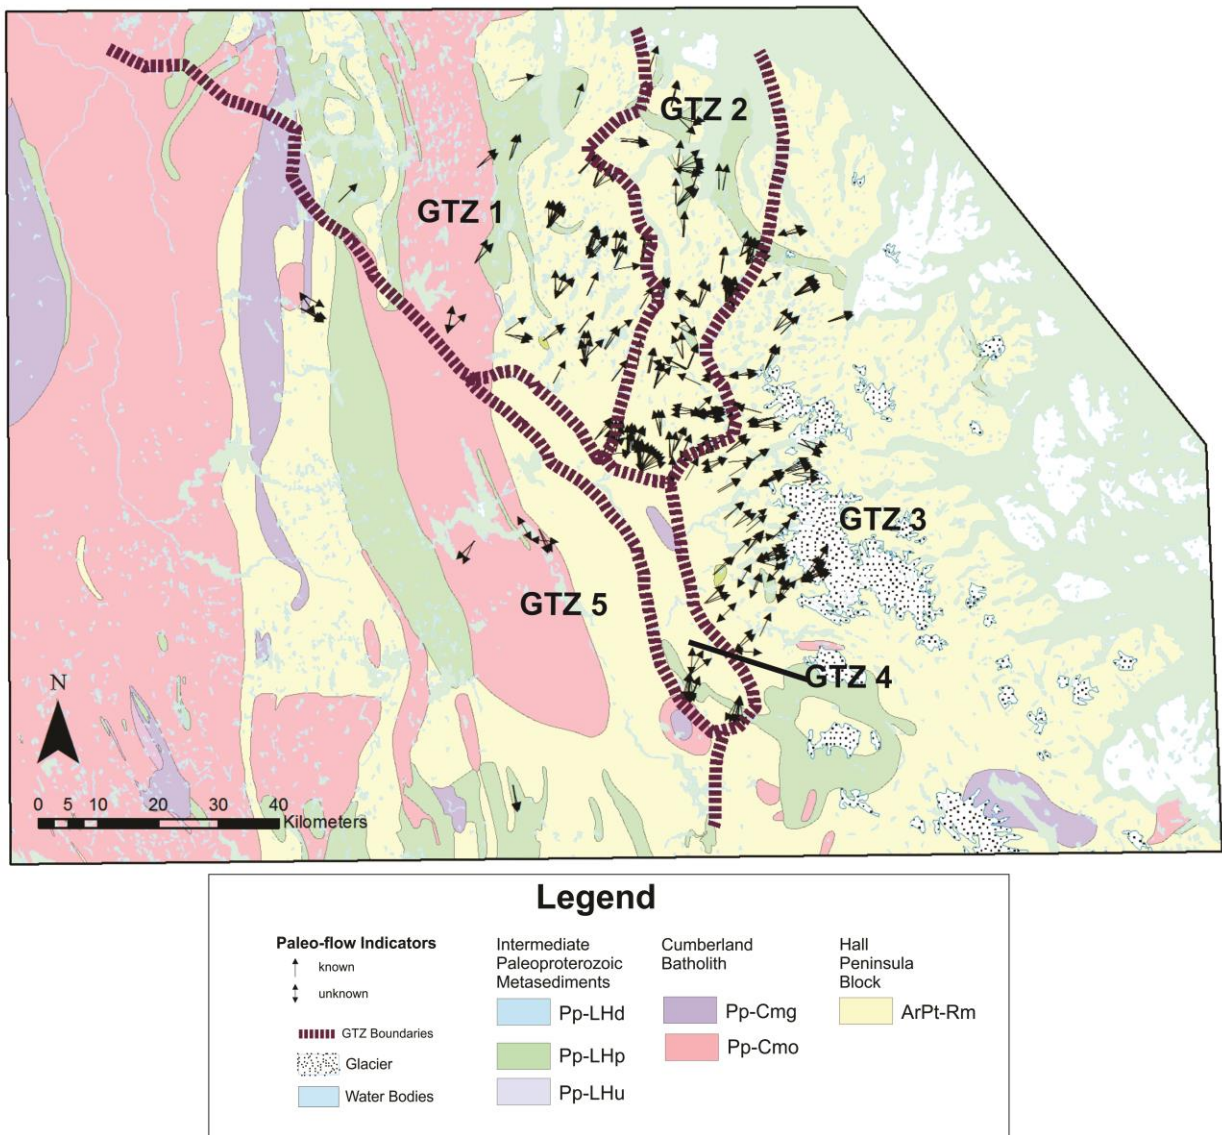 GTZ 2
GTZ 1
GTZ 3
GTZ 5
GTZ 4
N
0 5 10 20 30 40
Kilometers
Legend
Paleo-flow Indicators
known
unknown
GTZ Boundaries
Glacier
Water Bodies
Intermediate
Paleoproterozoic
Metasediments
Pp-LHd
Pp-LHp
Pp-LHu
Cumberland
Batholith
Pp-Cmg
Pp-Cmo
Hall
Peninsula
Block
ArPt-Rm